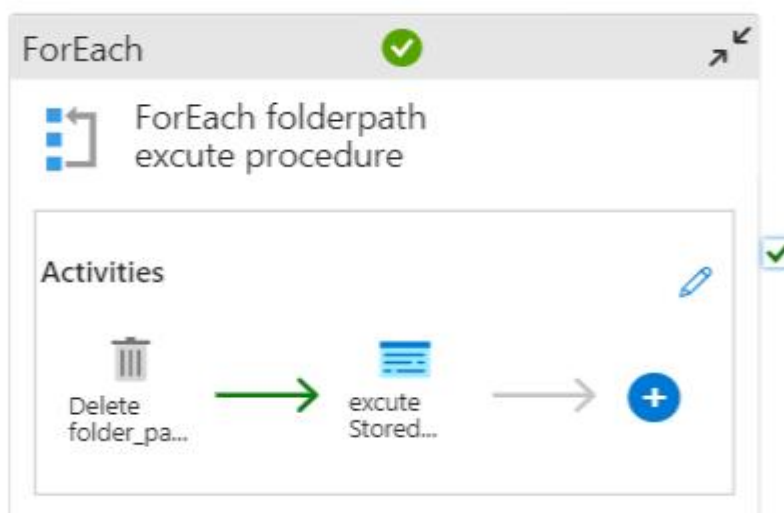 ForEach
ForEach folderpath
excute procedure
Activities
Delete
folder_pa...
excute
Stored...